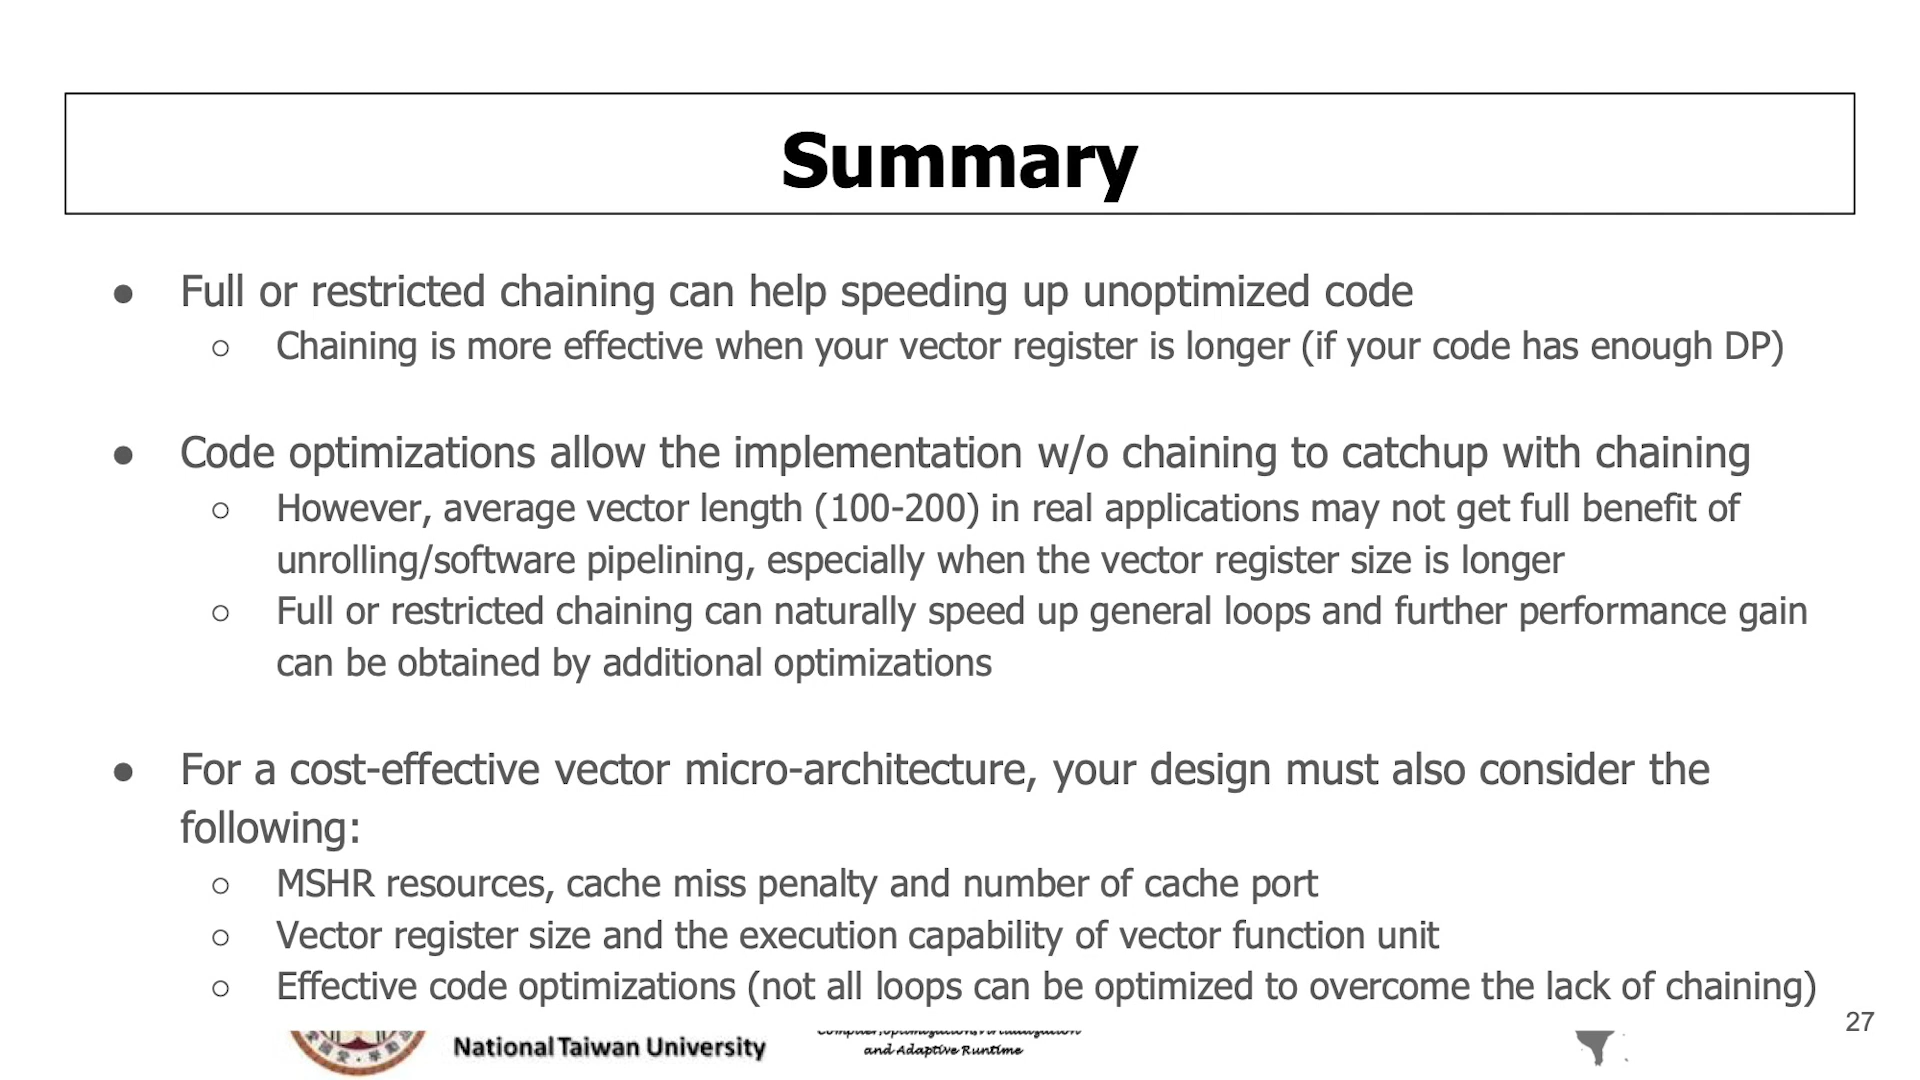 Summary
● Full or restricted chaining can help speeding up unoptimized code
○ Chaining is more effective when your vector register is longer (if your code has enough DP)
● Code optimizations allow the implementation w/o chaining to catchup with chaining
○ However, average vector length (100-200) in real applications may not get full benefit of
unrolling/software pipelining, especially when the vector register size is longer
○ Full or restricted chaining can naturally speed up general loops and further performance gain
can be obtained by additional optimizations
● For a cost-effective vector micro-architecture, your design must also consider the
following:
○ MSHR resources, cache miss penalty and number of cache port
○ Vector register size and the execution capability of vector function unit
○ Effective code optimizations (not all loops can be optimized to overcome the lack of chaining)
National Taiwan University
and Adaptive Runtime
27